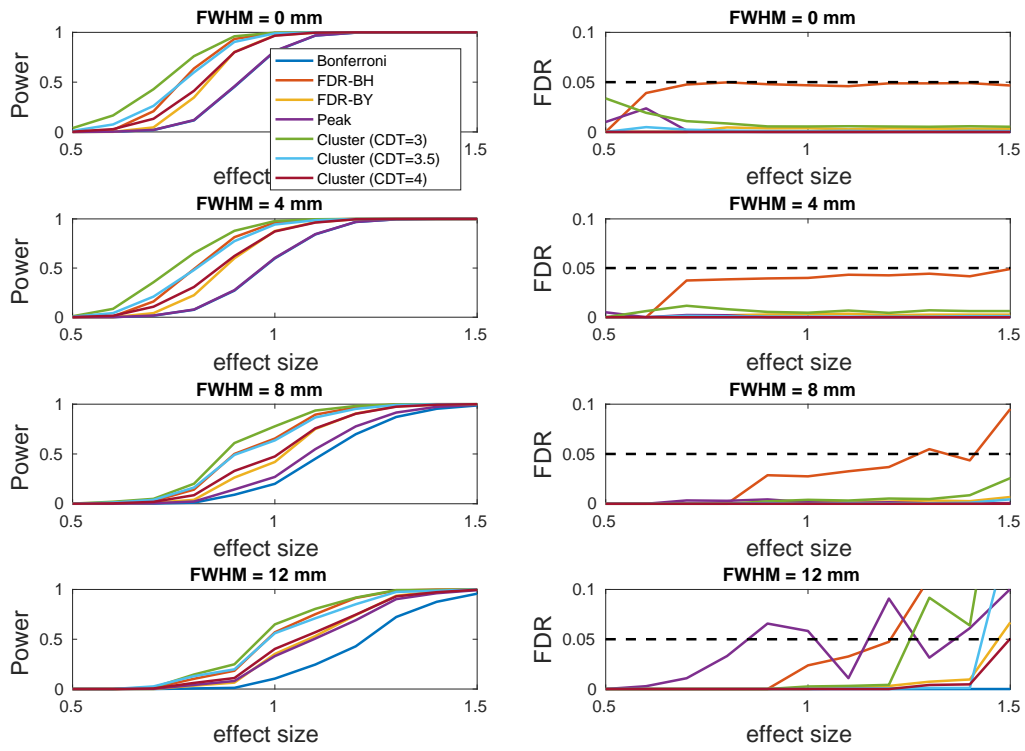 FWHM = 0 mm
1
0.5
0
Power
0.5
1.5
effec
Bonferroni
FDR-BH
FDR-BY
Peak
Cluster (CDT=3)
Cluster (CDT=3.5)
Cluster (CDT=4)
FWHM = 0 mm
0.1
0.05
0
FDR
0.5
1
1.5
effect size
FWHM = 4 mm
1
0.5
0
Power
0.5
1
1.5
effect size
FWHM = 4 mm
0.1
0.05
0
FDR
0.5
1
1.5
effect size
FWHM = 8 mm
1
0.5
0
Power
0.5
1
1.5
effect size
FWHM = 8 mm
0.1
0.05
0
FDR
0.5
1
1.5
effect size
FWHM = 12 mm
1
0.5
0
Power
0.5
1
1.5
effect size
FWHM = 12 mm
0.1
0.05
0
FDR
0.5
1
1.5
effect size